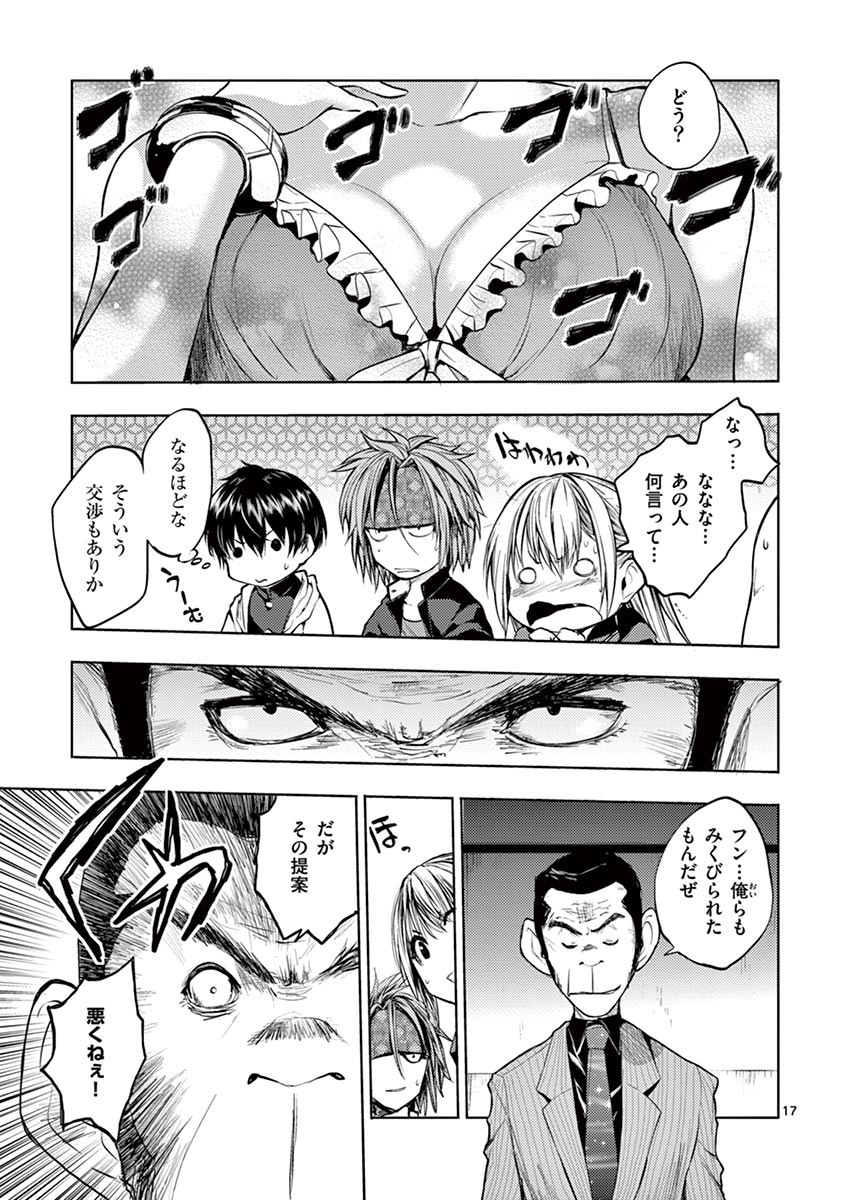 どう?
ゴ
ゴ
ゴ
ゴ
ゴ
ゴ
ゴ
なっ…
ななな…
あの人
何言って…
はわわわ
なるほどな
そういう
交渉もありか
うーむ
フン…俺らも
おい
みくびられた
もんだぜ
ほっ
だが
その提案
くわっ
悪くねぇ!
17